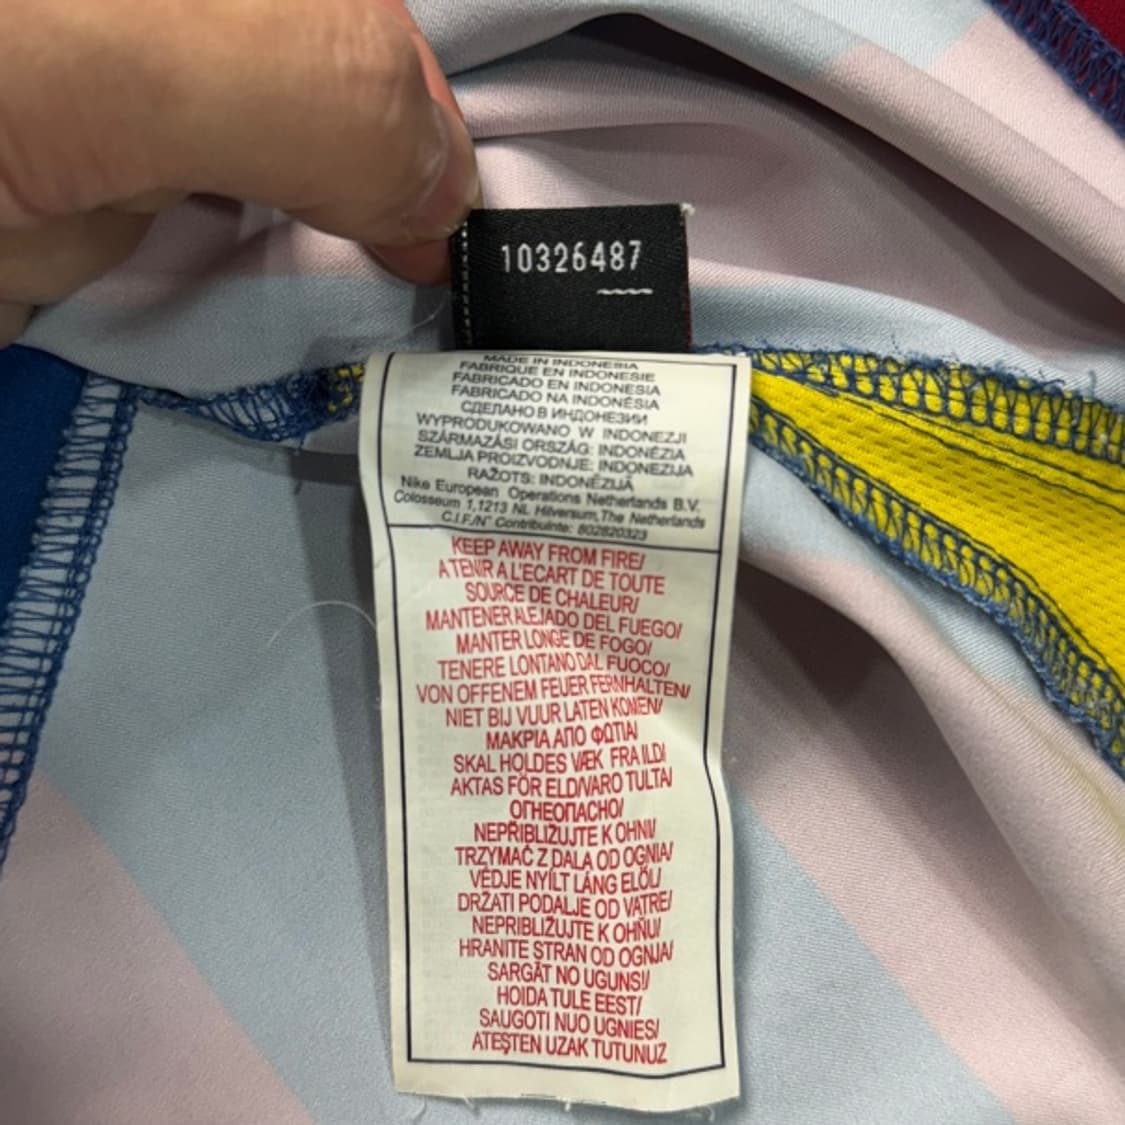 10326487
MADE IN INDONESIA
FABRIQUE EN INDONESIE
FABRICADO EN INDONESIA
FABRICADO NA INDONÉSIA
СДЕЛАНО В ИНДОНЕЗИИ
WYPRODUKOWANO W INDONEZJI
SZÁRMAZÁSI ORSZÁG: INDONÉZIA
ZEMLJA PROIZVODNJE: INDONEZIJA
RAŽOTS: INDONĒZIJĀ
Nike European Operations Netherlands B.V.
Colosseum 1,1213 NL Hilversum,The Netherlands
C.I.F./N° Contribuinte: 802820323
KEEP AWAY FROM FIRE/
A TENIR A L'ECART DE TOUTE
SOURCE DE CHALEUR/
MANTENER ALEJADO DEL FUEGO/
MANTER LONGE DE FOGO/
TENERE LONTANO DAL FUOCO/
VON OFFENEM FEUER FERNHALTEN/
NIET BIJ VUUR LATEN KOMEN/
ΜΑΚΡΙΑ ΑΠΟ ΦΩΤΙΑ/
SKAL HOLDES VÆK FRA ILD/
AKTAS FÖR ELD/VARO TULTA/
ОГНЕОПАСНО/
NEPŘIBLIŽUJTE K OHNI/
TRZYMAĆ Z DALA OD OGNIA/
VÉDJE NYÍLT LÁNG ELŐL/
DRŽATI PODALJE OD VATRE/
NEPRIBLIŽUJTE K OHŇU/
HRANITE STRAN OD OGNJA/
SARGĀT NO UGUNS!/
HOIDA TULE EEST/
SAUGOTI NUO UGNIES/
ATEŞTEN UZAK TUTUNUZ